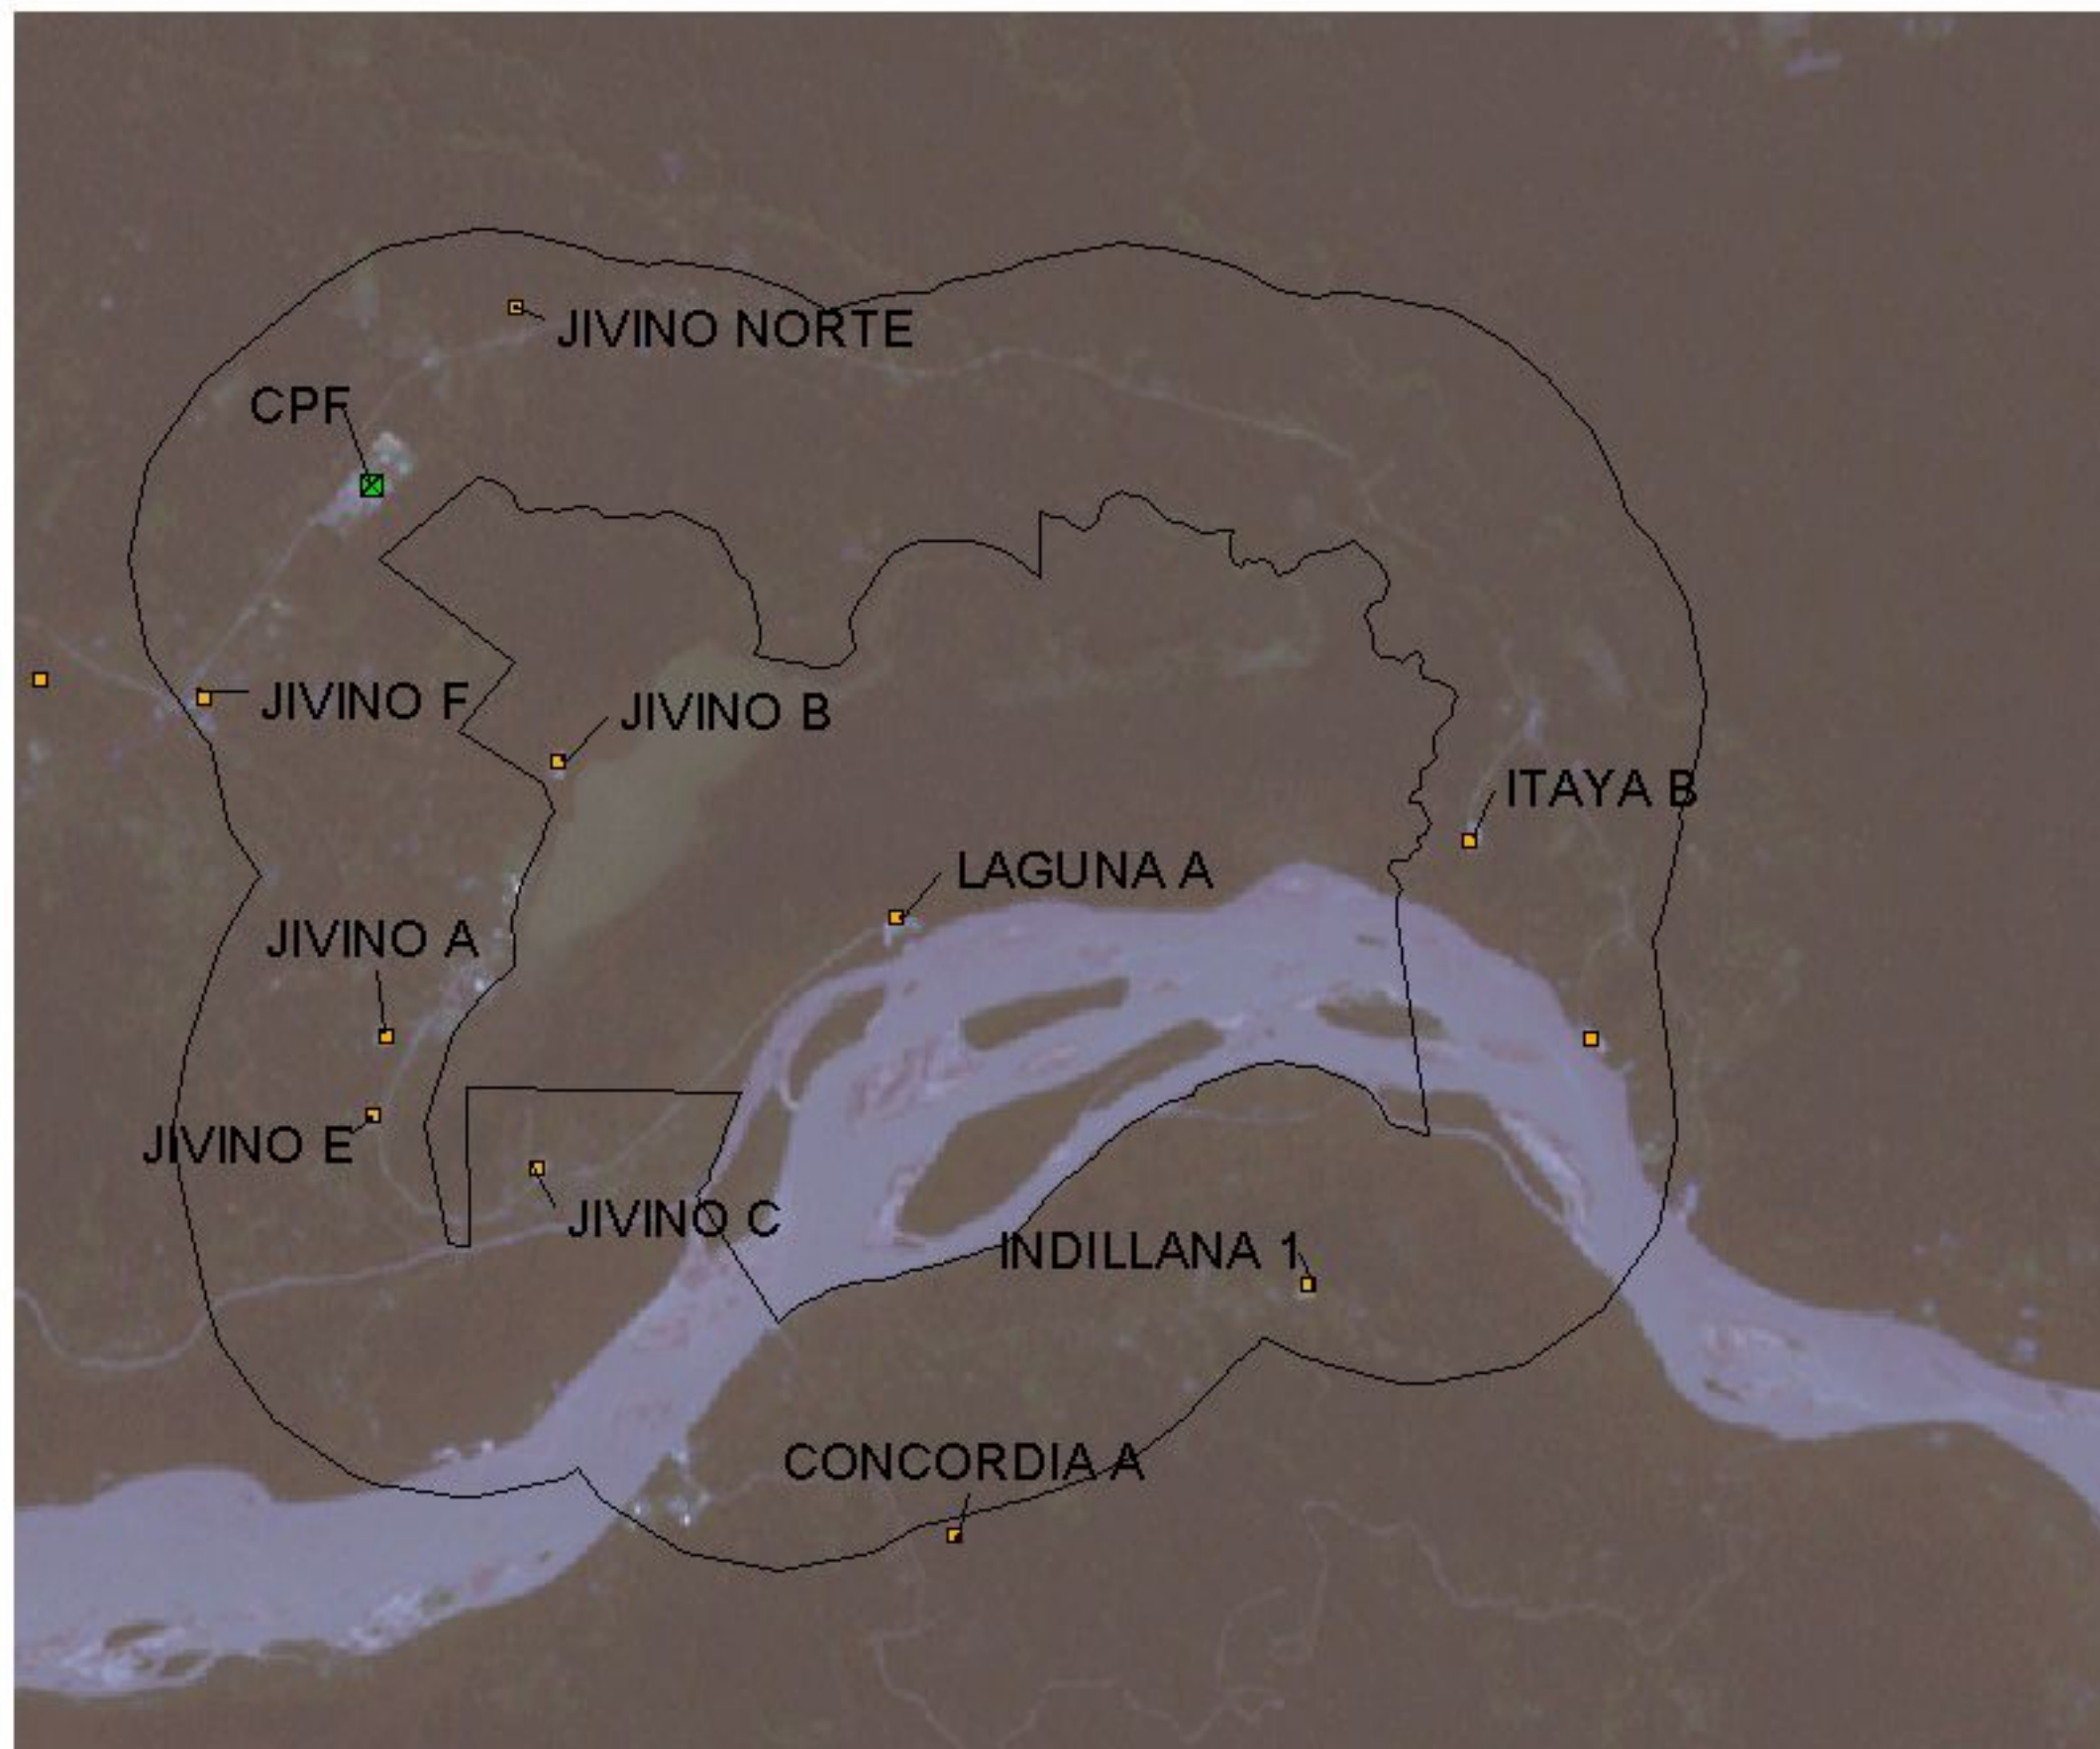 JIVINO NORTE
CPF
JIVINO F
JIVINO B
ITAYA B
LAGUNA A
JIVINO A
JIVINO E
JIVINO C
INDILLANA 1
CONCORDIA A